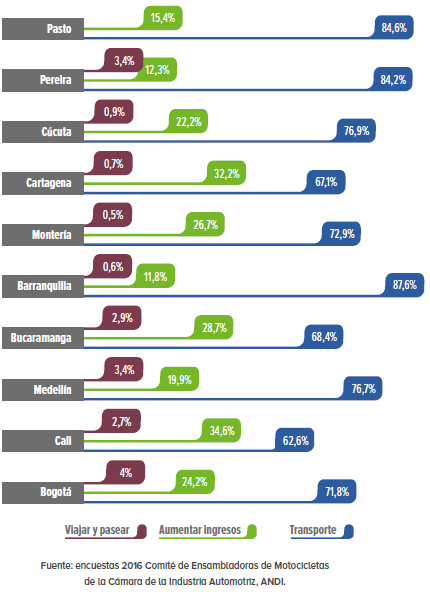 15,4%
84,6%
Pasto
3,4%
12,3%
84,2%
Pereira
0,9%
22,2%
76,9%
Cúcuta
0,7%
32,2%
67,1%
Cartagena
0,5%
26,7%
72,9%
Montería
0,6%
11,8%
87,6%
Barranquilla
2,9%
28,7%
68,4%
Bucaramanga
3,4%
19,9%
76,7%
Medellín
2,7%
34,6%
62,6%
Cali
4%
24,2%
71,8%
Bogotá
Viajar y pasear Aumentar ingresos Transporte
Fuente: encuestas 2016 Comité de Ensambladoras de Motocicletas
de la Cámara de la Industria Automotriz, ANDI.